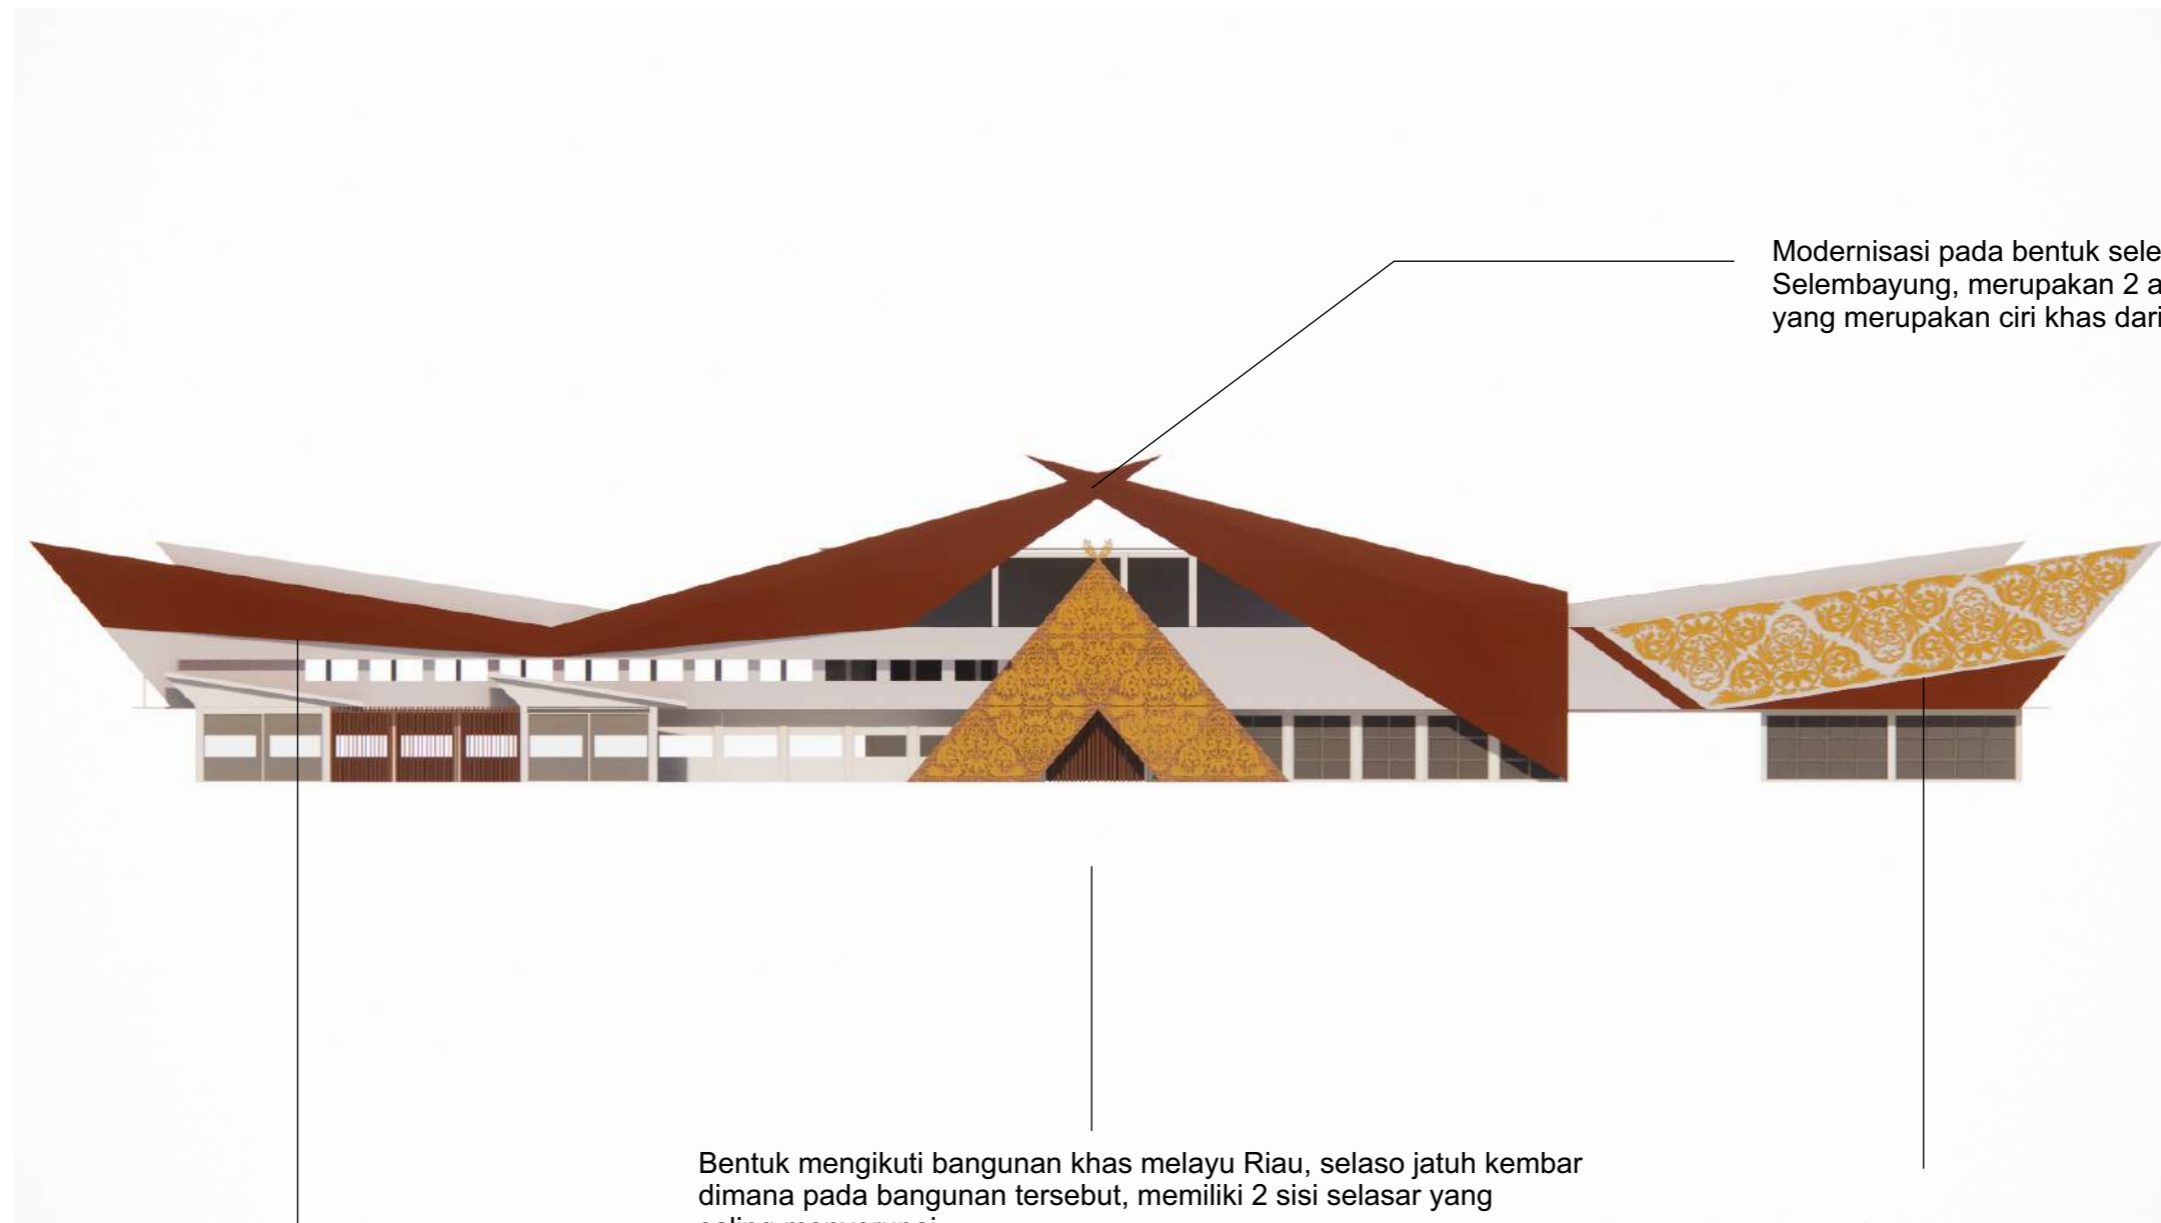 Modernisasi pada bentuk sele
Selembayung, merupakan 2 a
yang merupakan ciri khas dari
Bentuk mengikuti bangunan khas melayu Riau, selaso jatuh kembar
dimana pada bangunan tersebut, memiliki 2 sisi selasar yang